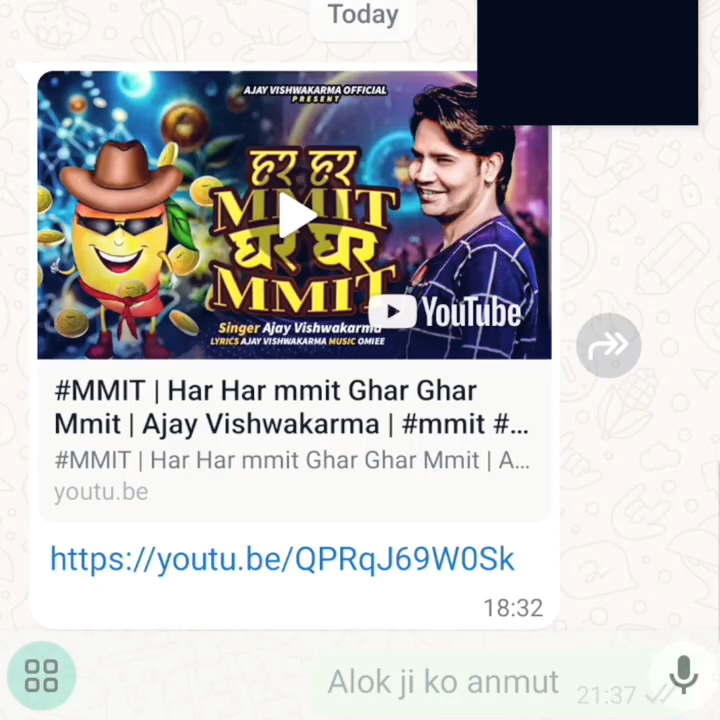 Today
AJAY VISHWAKARMA OFFICIAL
PRESENT
हर हर
MMIT
घर घर
MMIT
YouTube
Singer Ajay Vishwakarma
LYRICS AJAY VISHWAKARMA MUSIC OMIEE
#MMIT | Har Har mmit Ghar Ghar
Mmit | Ajay Vishwakarma | #mmit #...
#MMIT | Har Har mmit Ghar Ghar Mmit | A...
youtu.be
https://youtu.be/QPRqJ69W0Sk
18:32
Alok ji ko anmut 21:37